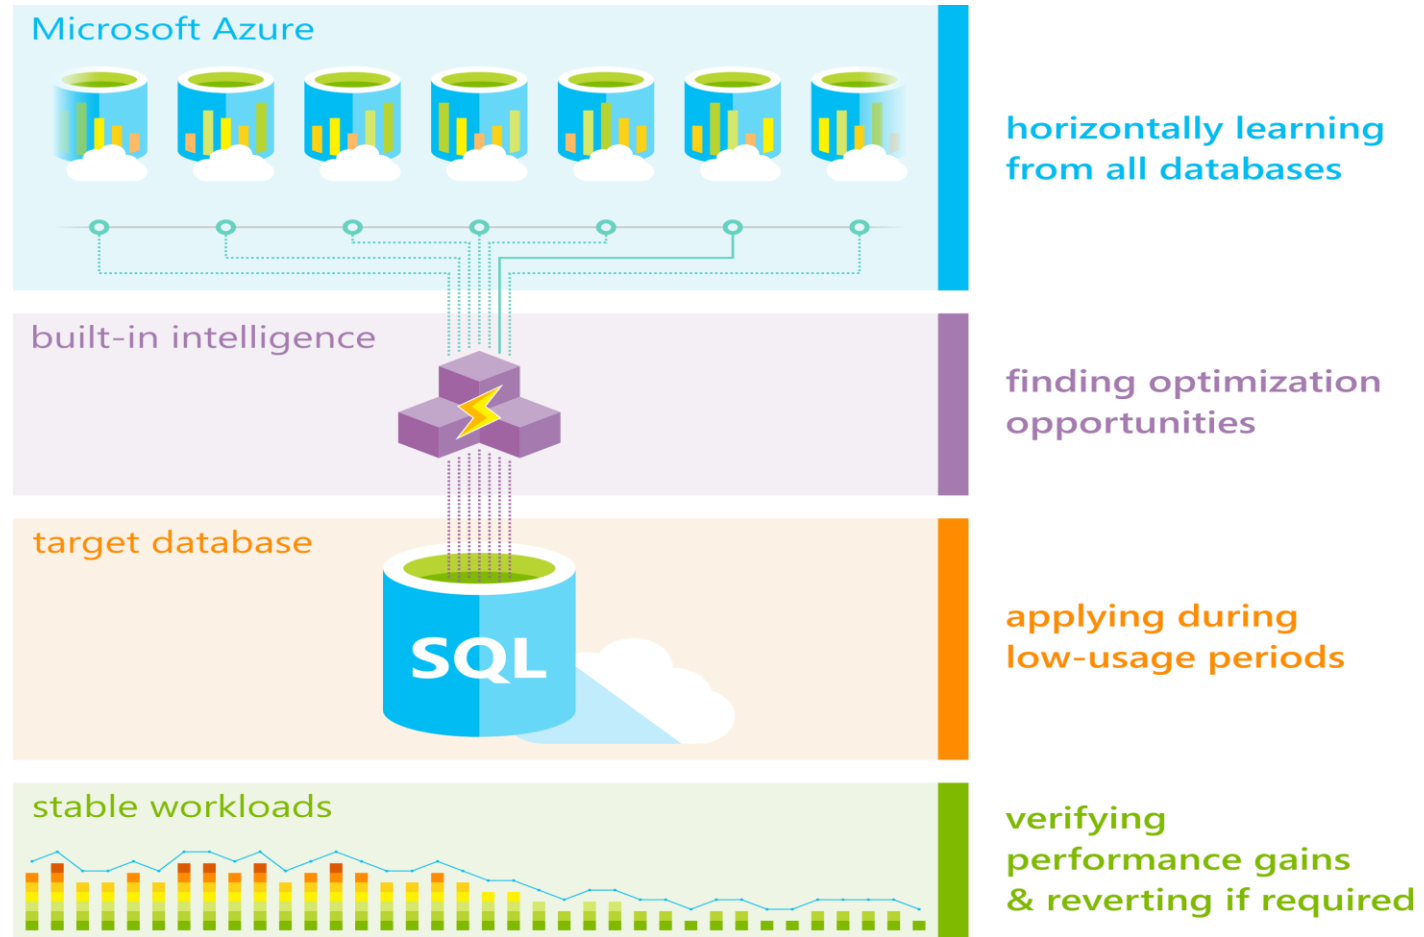 Microsoft Azure
horizontally learning
from all databases
built-in intelligence
finding optimization
opportunities
target database
SQL
applying during
low-usage periods
stable workloads
verifying
performance gains
& reverting if required